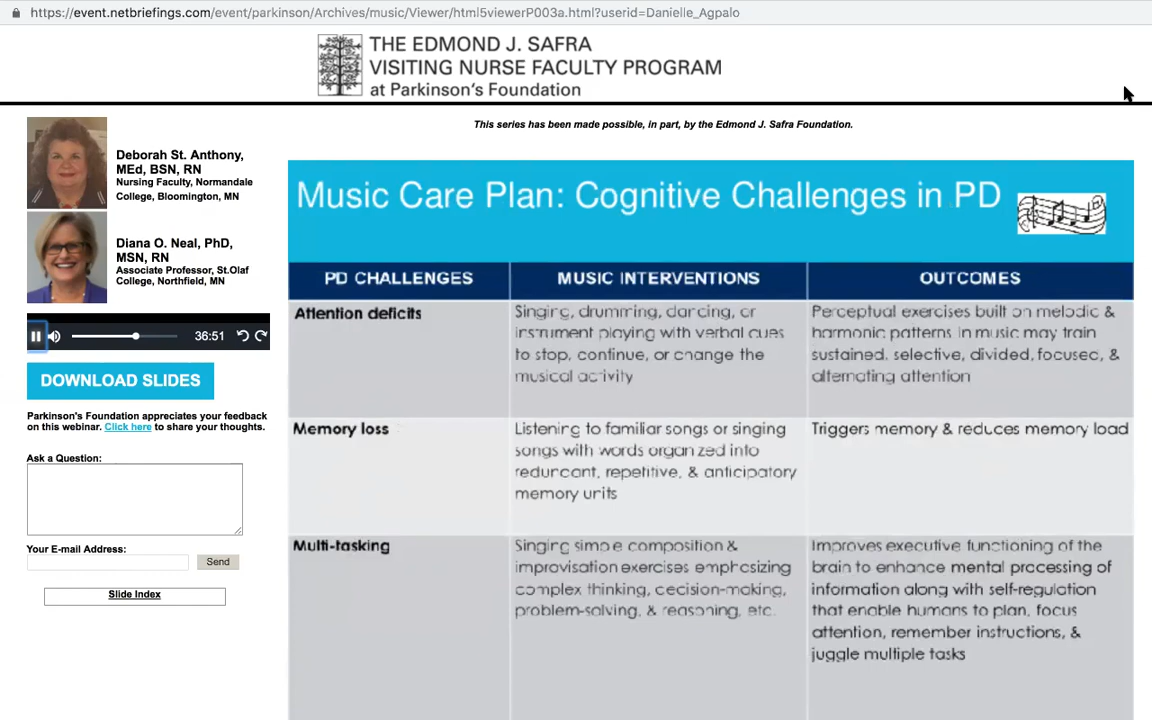 https://event.netbriefings.com/event/parkinson/Archives/music/Viewer/html5viewerP003a.html?userid=Danielle_Agpalo
THE EDMOND J. SAFRA
VISITING NURSE FACULTY PROGRAM
at Parkinson's Foundation
This series has been made possible, in part, by the Edmond J. Safra Foundation.
Deborah St. Anthony,
MEd, BSN, RN
Nursing Faculty, Normandale
College, Bloomington, MN
Diana O. Neal, PhD,
MSN, RN
Associate Professor, St.Olaf
College, Northfield, MN
36:51
DOWNLOAD SLIDES
Parkinson's Foundation appreciates your feedback
on this webinar. Click here to share your thoughts.
Ask a Question:
Your E-mail Address:
Send
Slide Index
Music Care Plan: Cognitive Challenges in PD
PD CHALLENGES
MUSIC INTERVENTIONS
OUTCOMES
Attention deficits
Singing, drumming, dancing, or
instrument playing with verbal cues
to stop, continue, or change the
musical activity
Perceptual exercises built on melodic &
harmonic patterns in music may train
sustained, selective, divided, focused, &
alternating attention
Memory loss
Listening to familiar songs or singing
songs with words organized into
redundant, repetitive, & anticipatory
memory units
Triggers memory & reduces memory load
Multi-tasking
Singing simple composition &
improvisation exercises emphasizing
complex thinking, decision-making,
problem-solving, & reasoning, etc.
Improves executive functioning of the
brain to enhance mental processing of
information along with self-regulation
that enable humans to plan, focus
attention, remember instructions, &
juggle multiple tasks